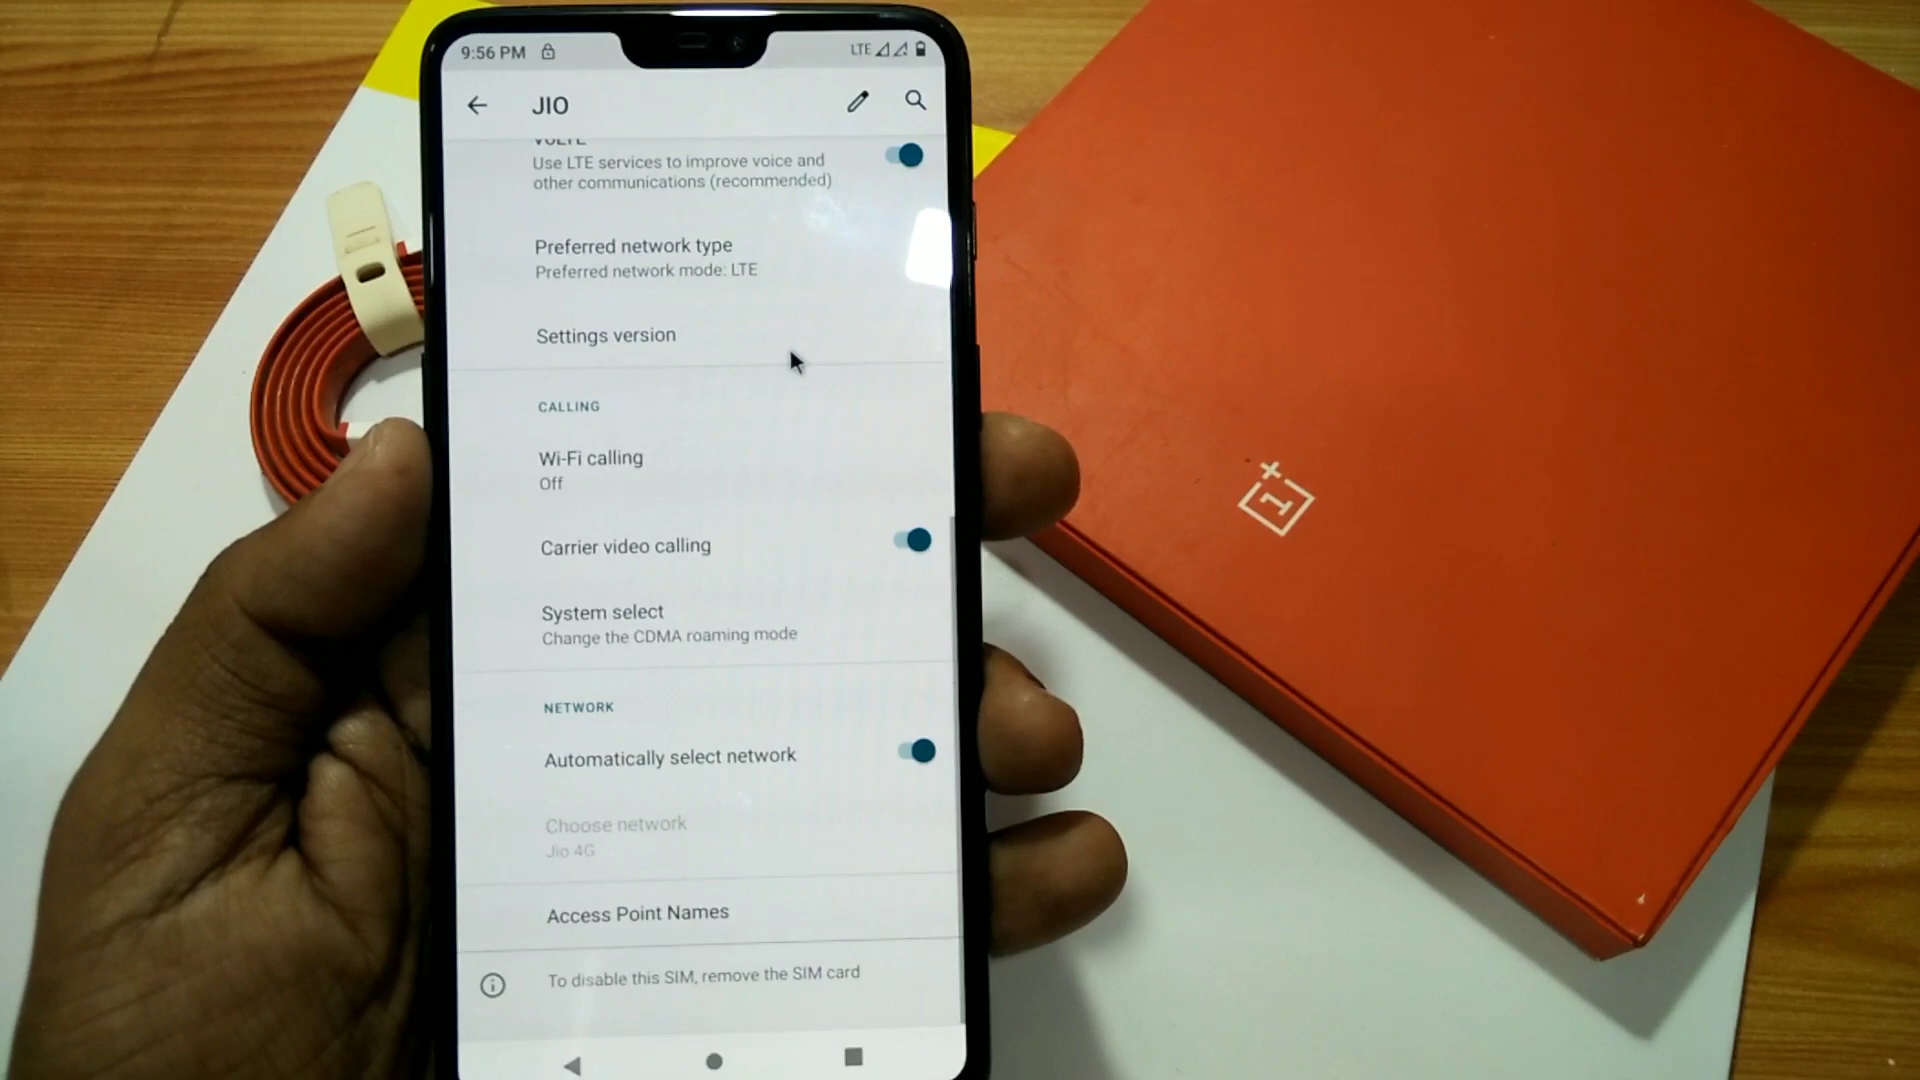 9:56 PM
LTE
JIO
VOLTE
Use LTE services to improve voice and
other communications (recommended)
Preferred network type
Preferred network mode: LTE
Settings version
CALLING
Wi-Fi calling
Off
Carrier video calling
System select
Change the CDMA roaming mode
NETWORK
Automatically select network
Choose network
Jio 4G
Access Point Names
To disable this SIM, remove the SIM card
1+